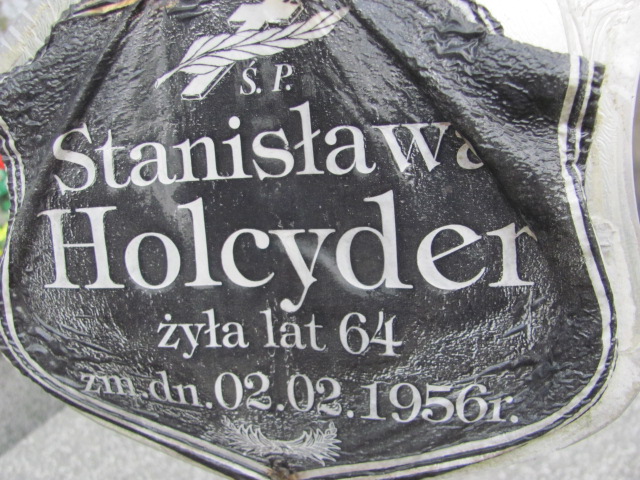 Ś. P.
Stanisława
Holcyder
żyła lat 64
zm. dn. 02.02.1956r.